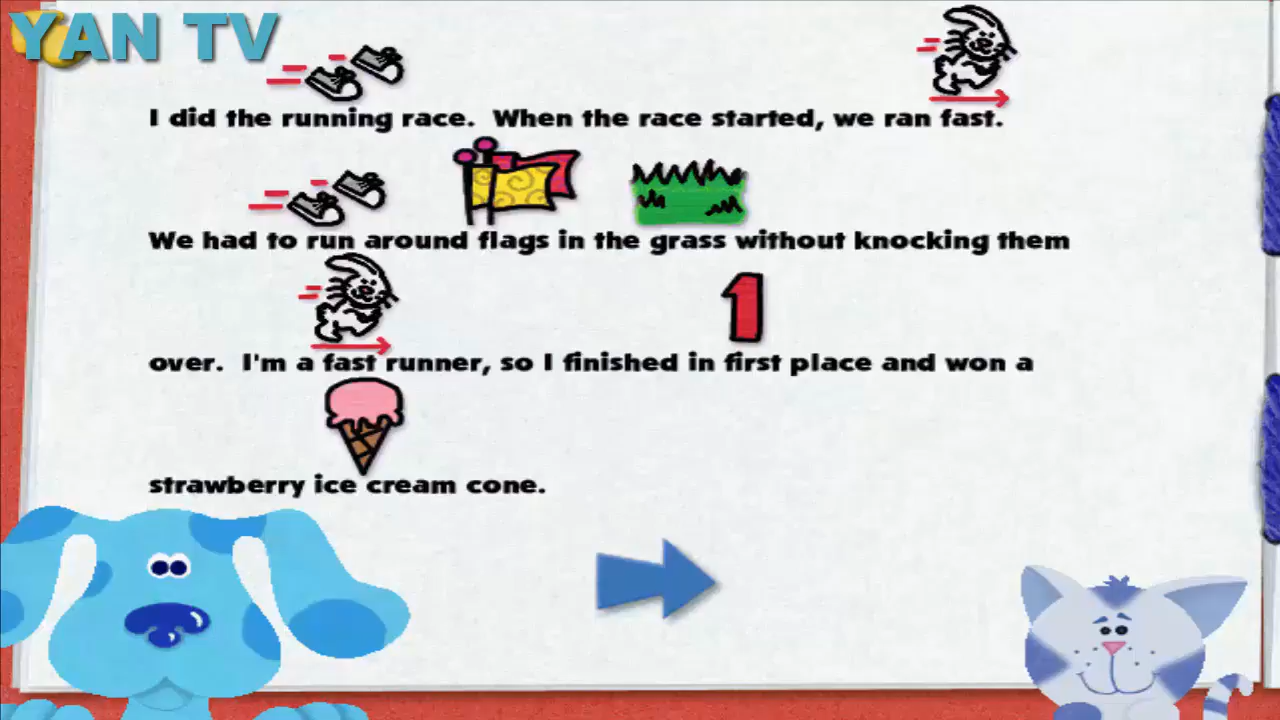 YAN TV
I did the running race. When the race started, we ran fast.
We had to run around flags in the grass without knocking them
1
over. I'm a fast runner, so I finished in first place and won a
strawberry ice cream cone.